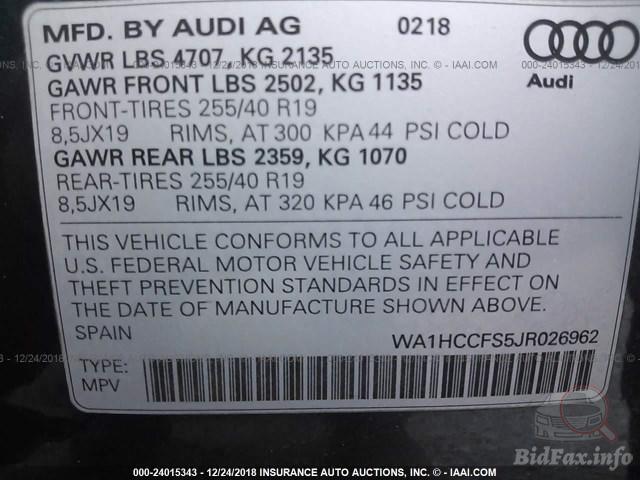 MFD. BY AUDI AG 0218
GVWR LBS 4707, KG 2135
GAWR FRONT LBS 2502, KG 1135
Audi
FRONT-TIRES 255/40 R19
8,5JX19 RIMS, AT 300 KPA 44 PSI COLD
GAWR REAR LBS 2359, KG 1070
REAR-TIRES 255/40 R19
8,5JX19 RIMS, AT 320 KPA 46 PSI COLD
THIS VEHICLE CONFORMS TO ALL APPLICABLE
U.S. FEDERAL MOTOR VEHICLE SAFETY AND
THEFT PREVENTION STANDARDS IN EFFECT ON
THE DATE OF MANUFACTURE SHOWN ABOVE.
SPAIN
WA1HCCFS5JR026962
TYPE:
MPV
BidFax.info
000-24015343 - 12/24/2018 INSURANCE AUTO AUCTIONS, INC. - IAAI.COM